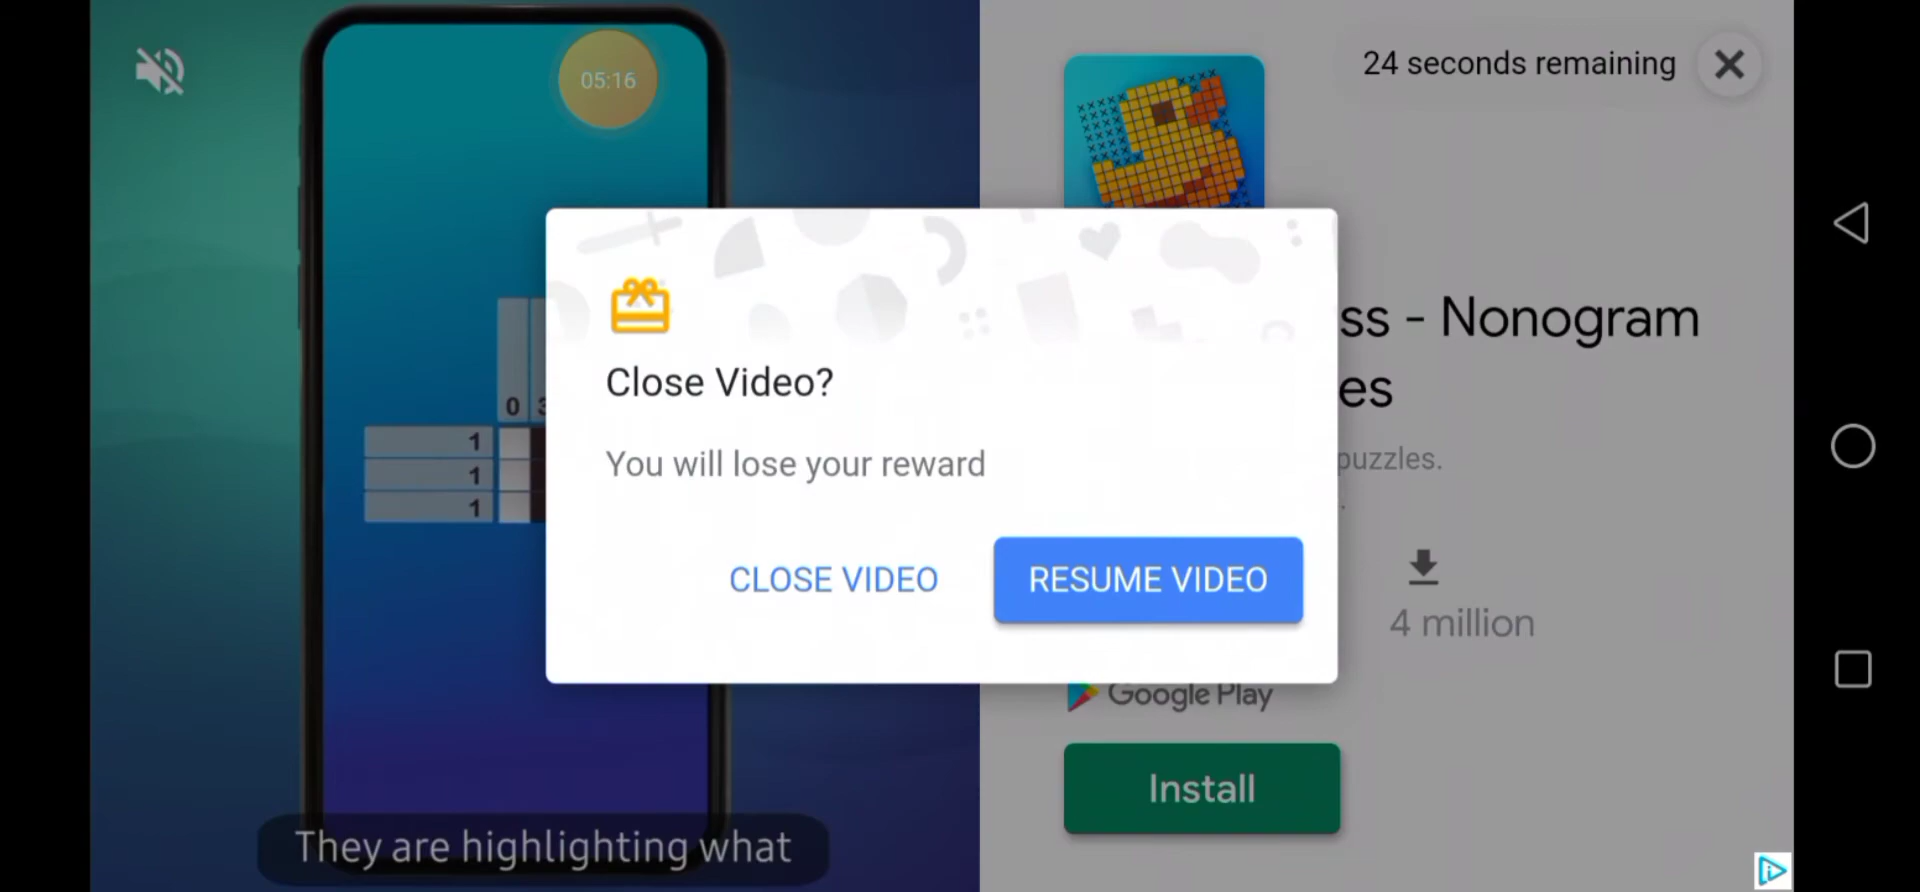 05:16
24 seconds remaining
ss - Nonogram
es
puzzles.
0
1
1
1
Close Video?
You will lose your reward
CLOSE VIDEO
RESUME VIDEO
4 million
Google Play
Install
They are highlighting what